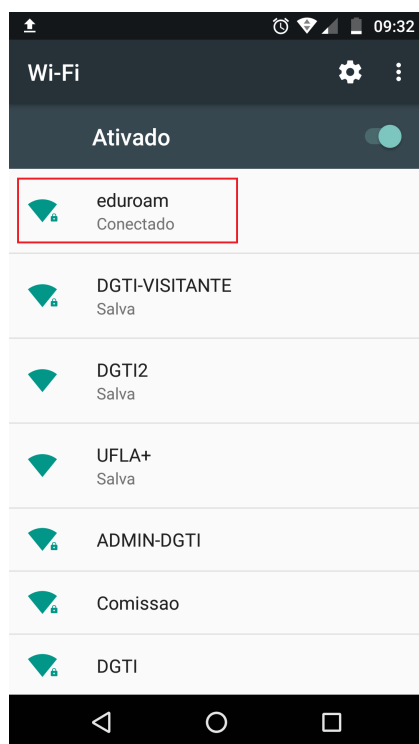 09:32
Wi-Fi
Ativado
eduroam
Conectado
DGTI-VISITANTE
Salva
DGTI2
Salva
UFLA+
Salva
ADMIN-DGTI
Comissao
DGTI